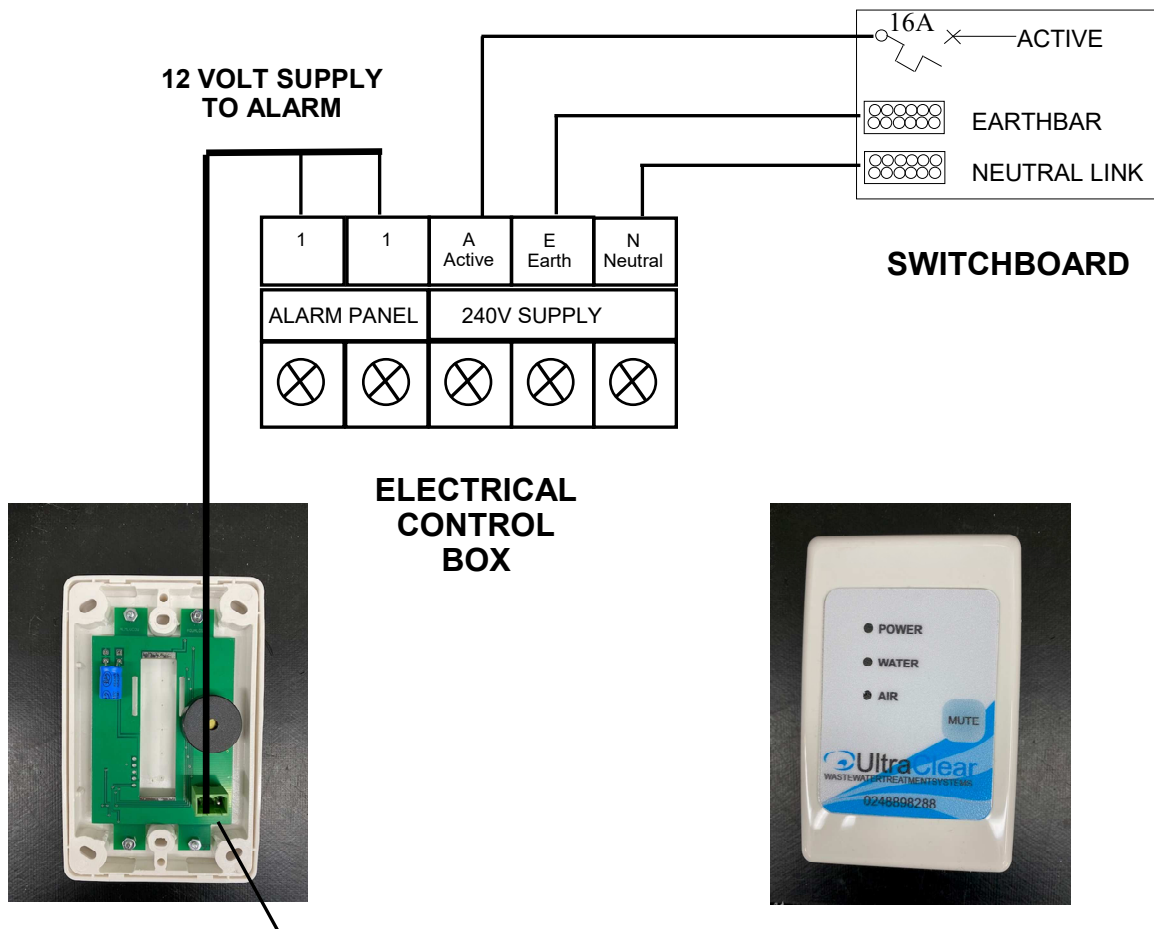 16A
ACTIVE
12 VOLT SUPPLY
TO ALARM
EARTHBAR
NEUTRAL LINK
1
1
A
Active
E
Earth
N
Neutral
SWITCHBOARD
ALARM PANEL
240V SUPPLY
ELECTRICAL
CONTROL
BOX
POWER
WATER
AIR
MUTE
UltraClear
WASTEWATERTREATMENTSYSTEMS
0248898288